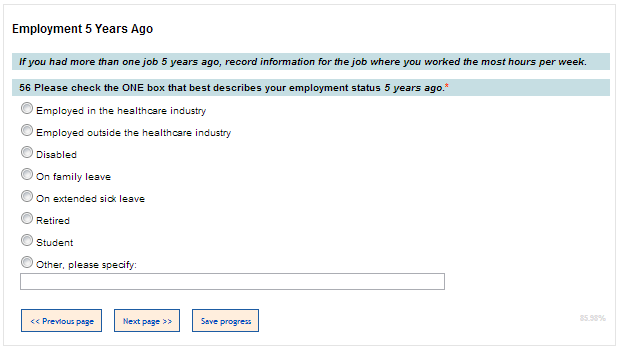 Employment 5 Years Ago
If you had more than one job 5 years ago, record information for the job where you worked the most hours per week.
56 Please check the ONE box that best describes your employment status 5 years ago.*
Employed in the healthcare industry
Employed outside the healthcare industry
Disabled
On family leave
On extended sick leave
Retired
Student
Other, please specify:
<< Previous page
Next page >>
Save progress